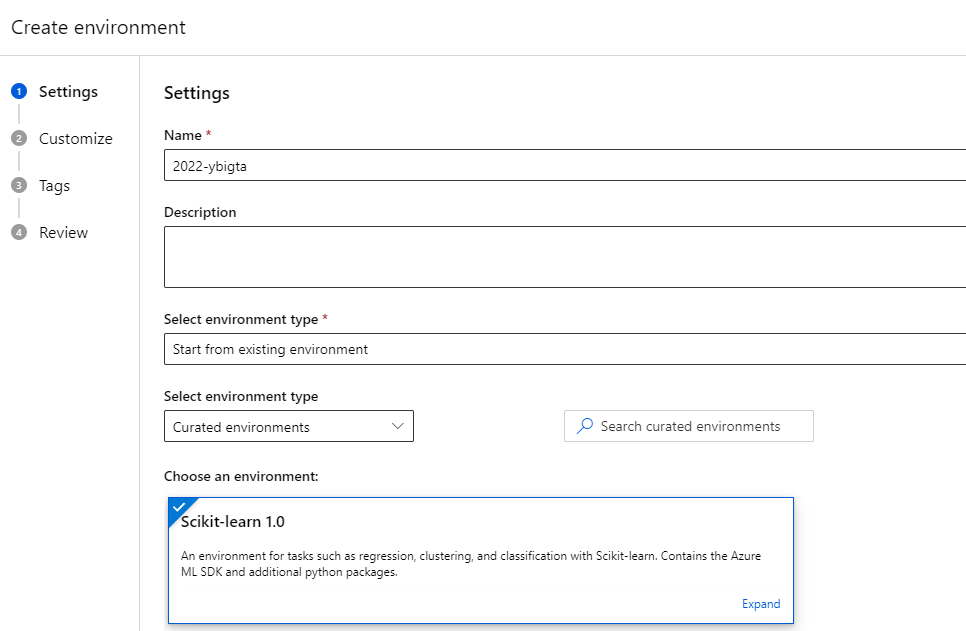 Create environment
1 Settings
2 Customize
3 Tags
4 Review
Settings
Name *
2022-ybigta
Description
Select environment type *
Start from existing environment
Select environment type
Curated environments
Search curated environments
Choose an environment:
Scikit-learn 1.0
An environment for tasks such as regression, clustering, and classification with Scikit-learn. Contains the Azure
ML SDK and additional python packages.
Expand